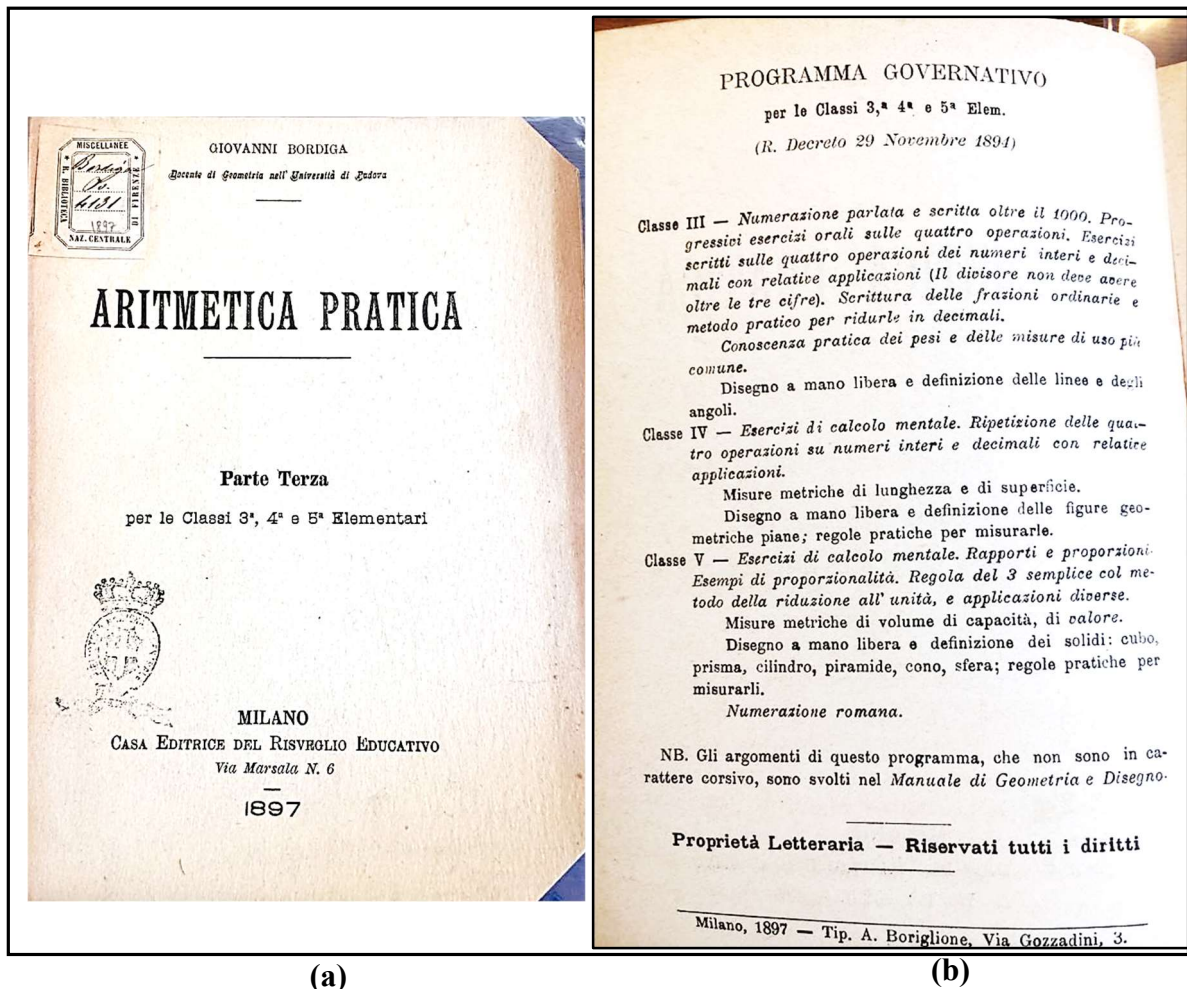 MISCELLANEE
Bordiga
4131
1897
R. BIBLIOTECA
DI FIRENZE
NAZ. CENTRALE
GIOVANNI BORDIGA
Docente di Geometria nell'Università di Padova
ARITMETICA PRATICA
Parte Terza
per le Classi 3ª, 4ª e 5ª Elementari
MILANO
CASA EDITRICE DEL RISVEGLIO EDUCATIVO
Via Marsala N. 6
1897
(a)
PROGRAMMA GOVERNATIVO
per le Classi 3,ª 4ª e 5ª Elem.
(R. Decreto 29 Novembre 1894)
Classe III — Numerazione parlata e scritta oltre il 1000. Pro-
gressivi esercizi orali sulle quattro operazioni. Esercizi
scritti sulle quattro operazioni dei numeri interi e deci-
mali con relatice applicazioni (Il divisore non deve avere
oltre le tre cifre). Scrittura delle frazioni ordinarie e
metodo pratico per ridurle in decimali.
Conoscenza pratica dei pesi e delle misure di uso più
comune.
Disegno a mano libera e definizione delle linee e degli
angoli.
Classe IV — Esercizi di calcolo mentale. Ripetizione delle quat-
tro operazioni su numeri interi e decimali con relatice
applicazioni.
Misure metriche di lunghezza e di superficie.
Disegno a mano libera e definizione delle figure geo-
metriche piane; regole pratiche per misurarle.
Classe V — Esercizi di calcolo mentale. Rapporti e proporzioni.
Esempi di proporzionalità. Regola del 3 semplice col me-
todo della riduzione all' unità, e applicazioni diverse.
Misure metriche di volume di capacità, di valore.
Disegno a mano libera e definizione dei solidi: cubo,
prisma, cilindro, piramide, cono, sfera; regole pratiche per
misurarli.
Numerazione romana.
NB. Gli argomenti di questo programma, che non sono in ca-
rattere corsivo, sono svolti nel Manuale di Geometria e Disegno.
Proprietà Letteraria — Riservati tutti i diritti
Milano, 1897 — Tip. A. Boriglione, Via Gozzadini, 3.
(b)